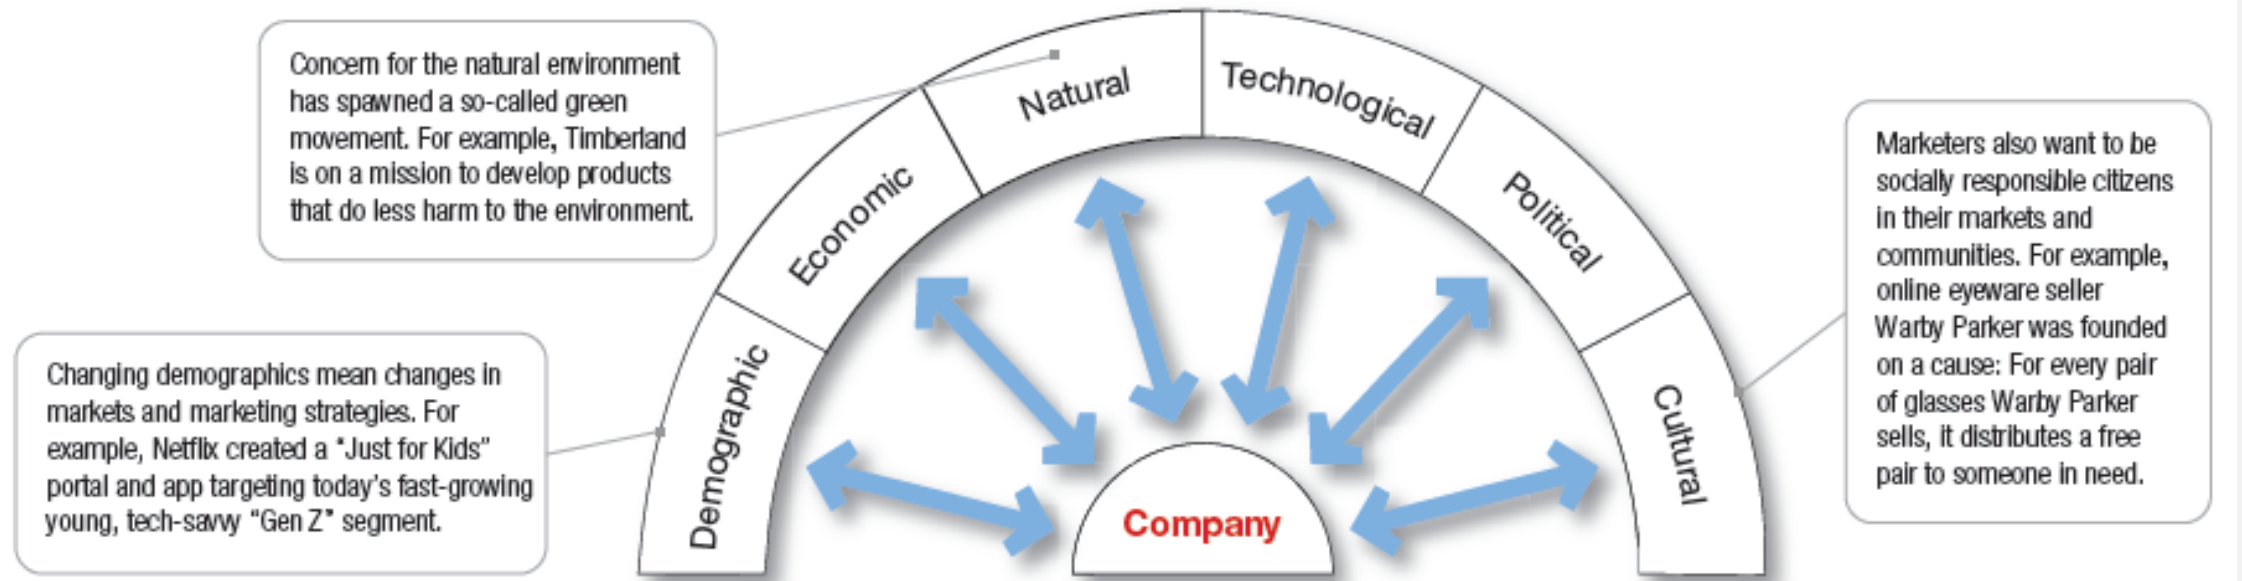 Concern for the natural environment
has spawned a so-called green
movement. For example, Timberland
is on a mission to develop products
that do less harm to the environment.
Changing demographics mean changes in
markets and marketing strategies. For
example, Netflix created a "Just for Kids"
portal and app targeting today's fast-growing
young, tech-savvy "Gen Z" segment.
Demographic
Economic
Natural
Technological
Political
Cultural
Company
Marketers also want to be
socially responsible citizens
in their markets and
communities. For example,
online eyeware seller
Warby Parker was founded
on a cause: For every pair
of glasses Warby Parker
sells, it distributes a free
pair to someone in need.